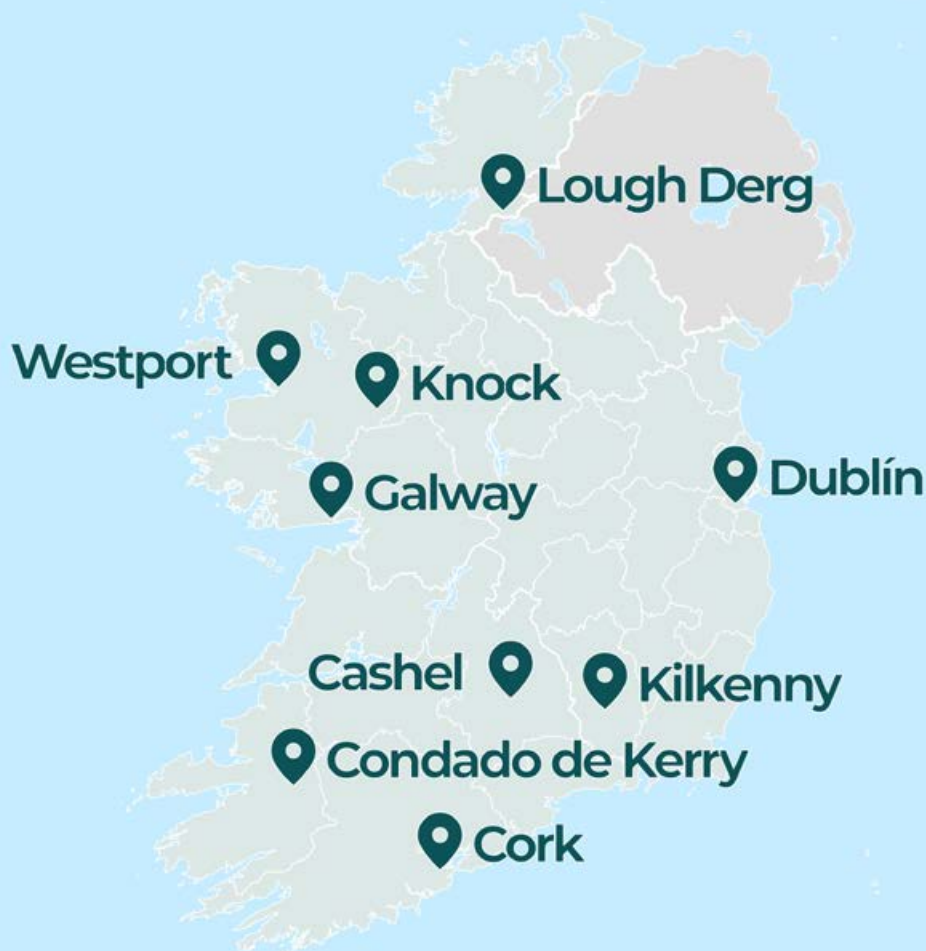 Lough Derg
Westport
Knock
Galway
Dublín
Cashel
Kilkenny
Condado de Kerry
Cork